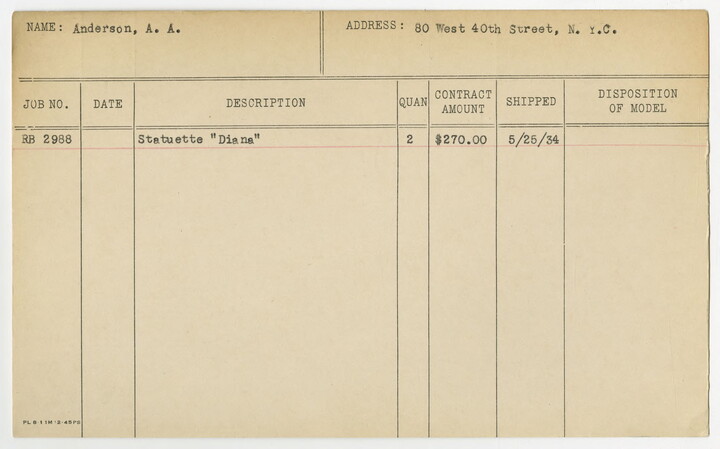 NAME: Anderson, A. A. ADDRESS: 80 West 40th Street, N. Y.C.
JOB NO. DATE DESCRIPTION QUAN CONTRACT AMOUNT SHIPPED DISPOSITION OF MODEL
RB 2988 Statuette "Diana" 2 $270.00 5/25/34